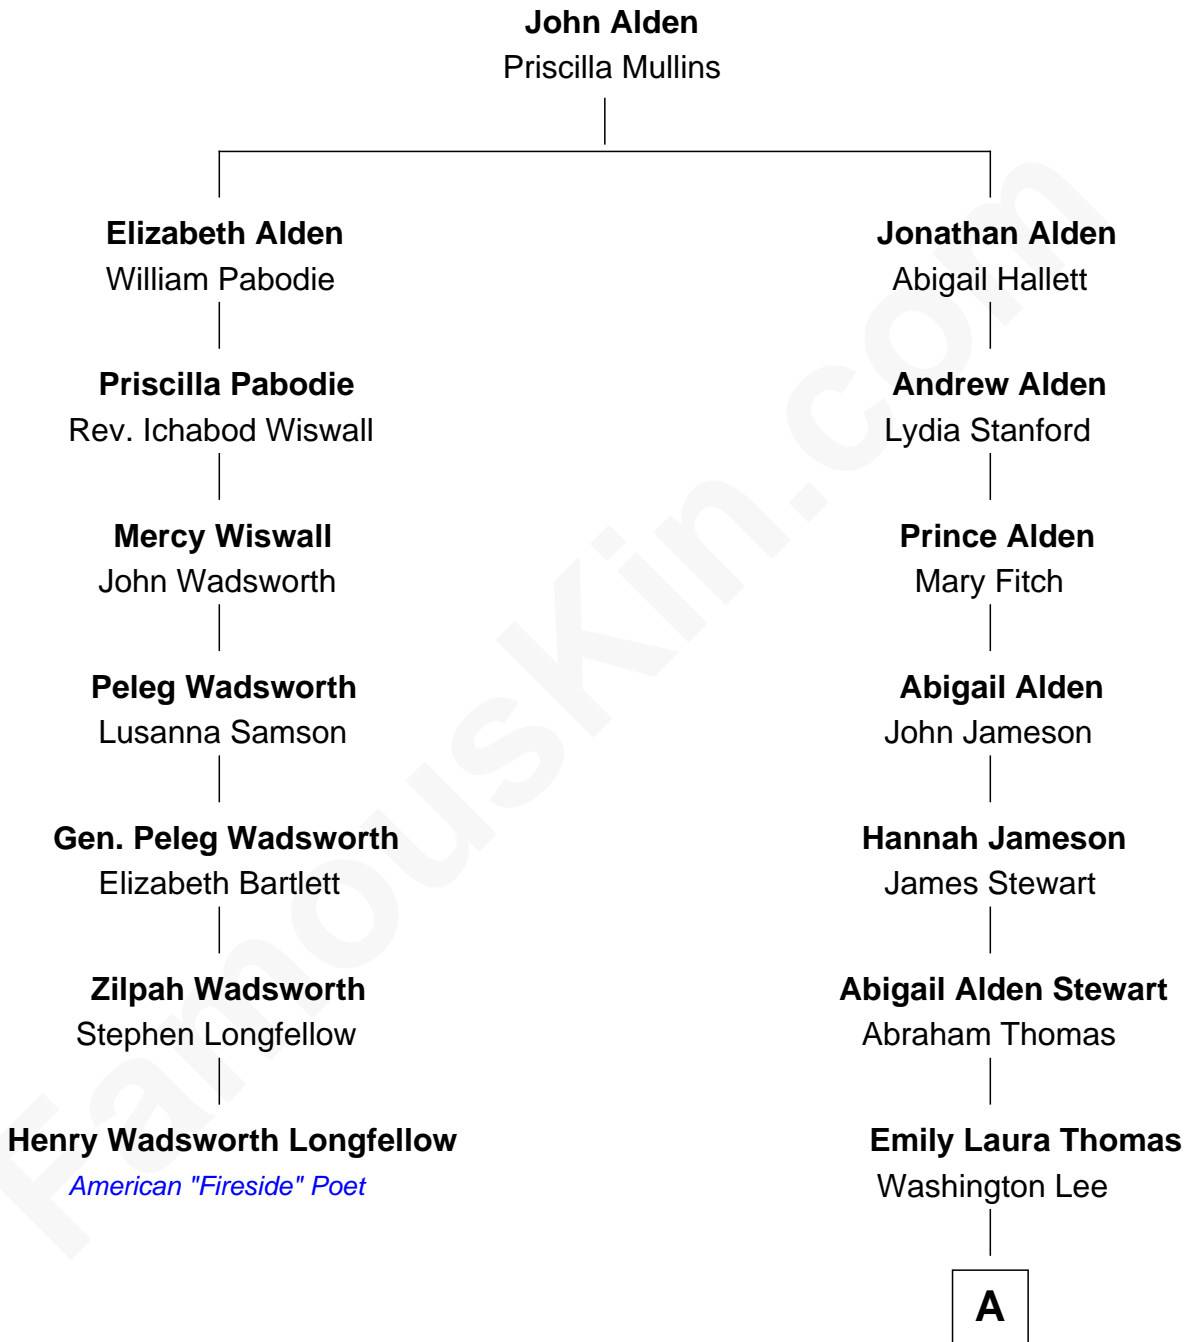 John Alden
Priscilla Mullins
Elizabeth Alden
William Pabodie
Jonathan Alden
Abigail Hallett
Priscilla Pabodie
Rev. Ichabod Wiswall
Andrew Alden
Lydia Stanford
Mercy Wiswall
John Wadsworth
Prince Alden
Mary Fitch
Peleg Wadsworth
Lusanna Samson
Abigail Alden
John Jameson
Gen. Peleg Wadsworth
Elizabeth Bartlett
Hannah Jameson
James Stewart
Zilpah Wadsworth
Stephen Longfellow
Abigail Alden Stewart
Abraham Thomas
Henry Wadsworth Longfellow
American "Fireside" Poet
Emily Laura Thomas
Washington Lee
A
FamousKin.com